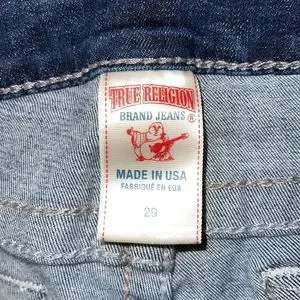 TRUE RELIGION
BRAND JEANS®
MADE IN USA
FABRIQUÉ EN EUA
29